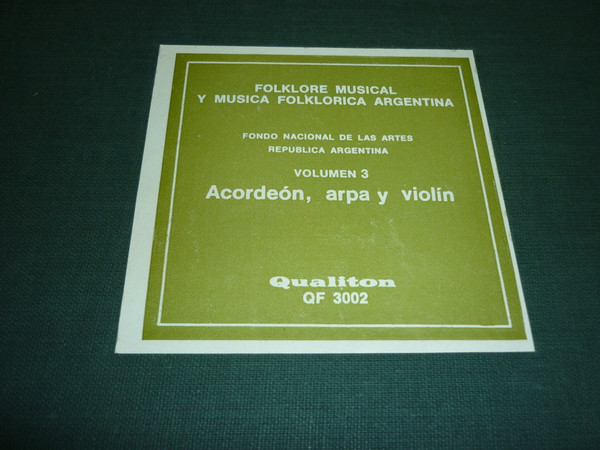 FOLKLORE MUSICAL
Y MUSICA FOLKLORICA ARGENTINA
FONDO NACIONAL DE LAS ARTES
REPUBLICA ARGENTINA
VOLUMEN 3
Acordeón, arpa y violín
Qualiton
QF 3002